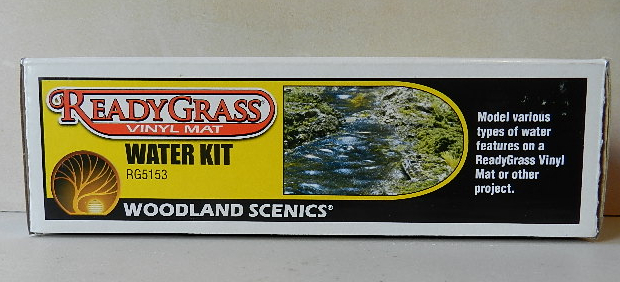 READYGRASS®
VINYL MAT
WATER KIT
RG5153
WOODLAND SCENICS®
Model various
types of water
features on a
ReadyGrass Vinyl
Mat or other
project.